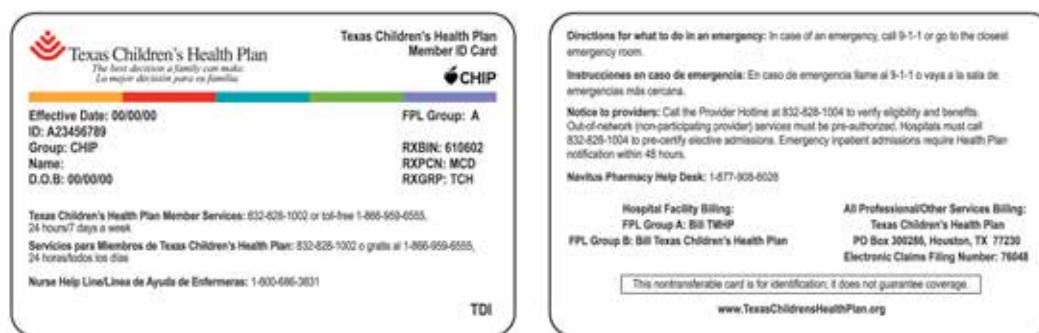 Texas Children's Health Plan
The best decision a family can make.
La mejor decisión para su familia.
Texas Children's Health Plan
Member ID Card
CHIP
Effective Date: 00/00/00
FPL Group: A
ID: A23456789
Group: CHIP
RXBIN: 610602
Name:
RXPCN: MCD
D.O.B: 00/00/00
RXGRP: TCH
Texas Children's Health Plan Member Services: 832-828-1002 or toll-free 1-866-959-6555,
24 hours/7 days a week
Servicios para Miembros de Texas Children's Health Plan: 832-828-1002 o gratis al 1-866-959-6555,
24 horas/todos los días
Nurse Help Line/Línea de Ayuda de Enfermeras: 1-800-686-3831
TDI
Directions for what to do in an emergency: In case of an emergency, call 9-1-1 or go to the closest
emergency room.
Instrucciones en caso de emergencia: En caso de emergencia llame al 9-1-1 o vaya a la sala de
emergencias más cercana.
Notice to providers: Call the Provider Hotline at 832-828-1004 to verify eligibility and benefits.
Out-of-network (non-participating provider) services must be pre-authorized. Hospitals must call
832-828-1004 to pre-certify elective admissions. Emergency inpatient admissions require Health Plan
notification within 48 hours.
Navitus Pharmacy Help Desk: 1-877-908-6028
Hospital Facility Billing:
FPL Group A: Bill TMHP
FPL Group B: Bill Texas Children's Health Plan
All Professional/Other Services Billing:
Texas Children's Health Plan
PO Box 300286, Houston, TX 77230
Electronic Claims Filing Number: 76048
This nontransferable card is for identification; it does not guarantee coverage.
www.TexasChildrensHealthPlan.org